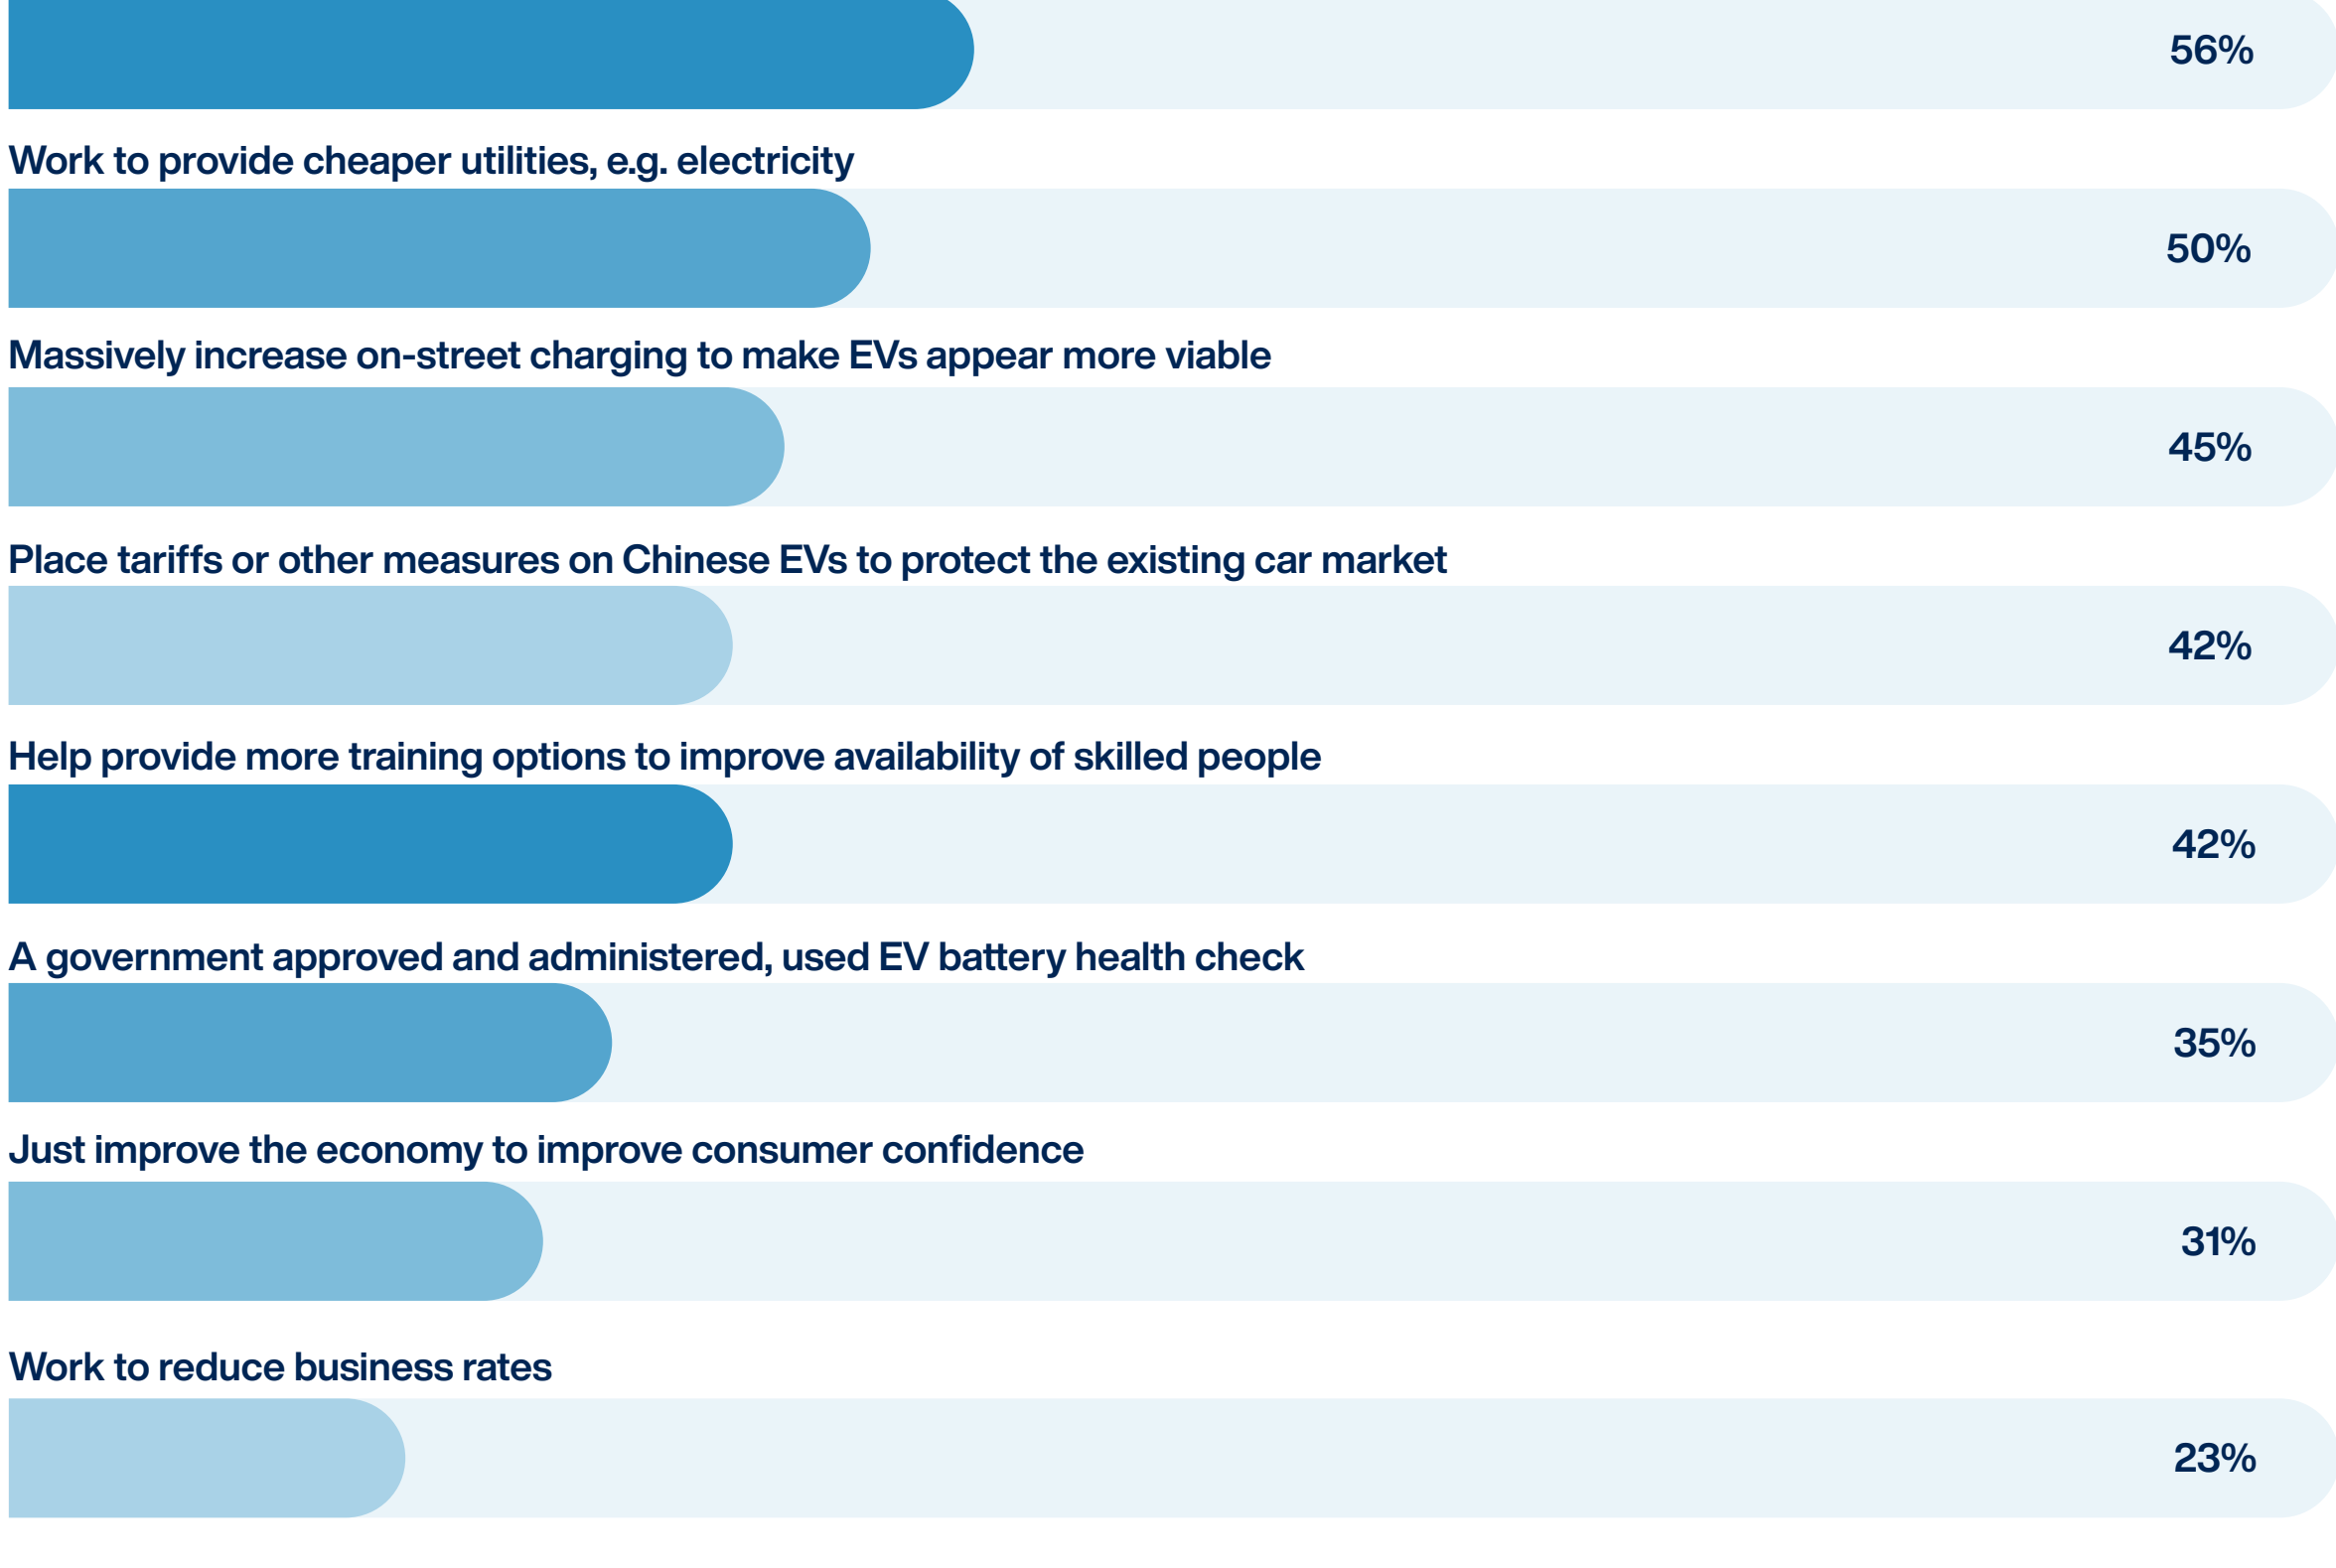 56%
Work to provide cheaper utilities, e.g. electricity
50%
Massively increase on-street charging to make EVs appear more viable
45%
Place tariffs or other measures on Chinese EVs to protect the existing car market
42%
Help provide more training options to improve availability of skilled people
42%
A government approved and administered, used EV battery health check
35%
Just improve the economy to improve consumer confidence
31%
Work to reduce business rates
23%